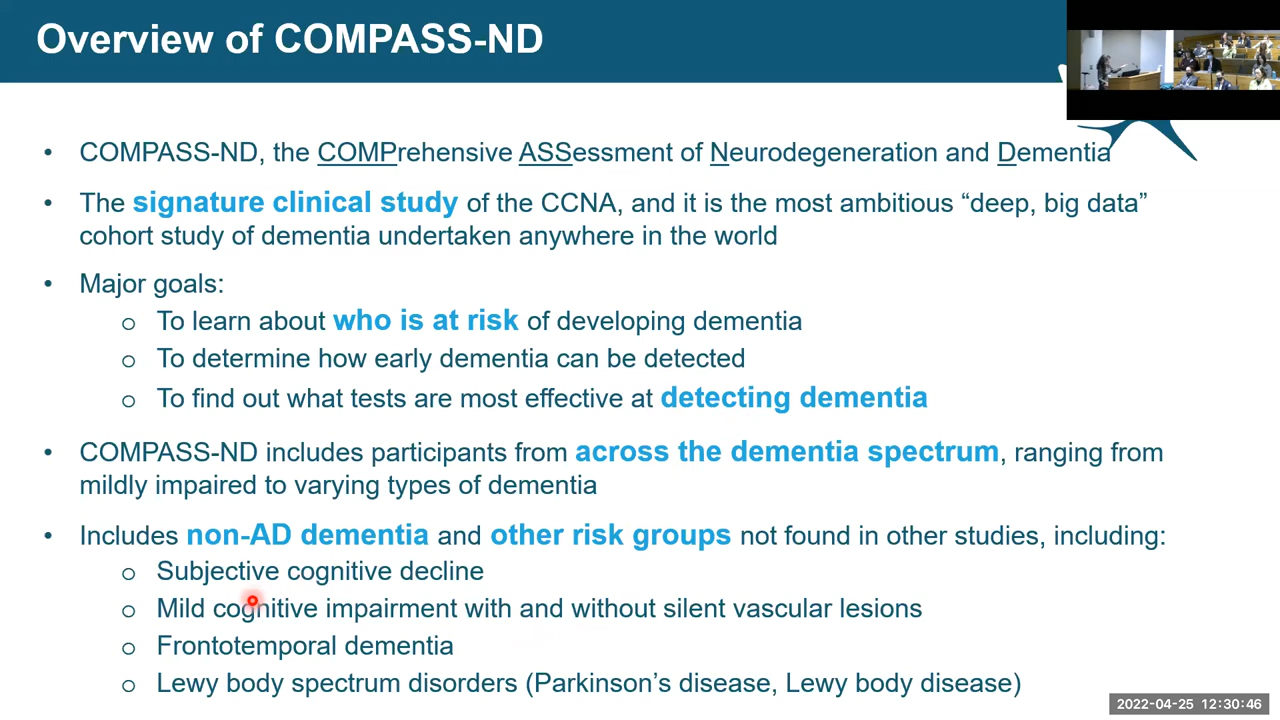 Overview of COMPASS-ND
• COMPASS-ND, the COMPrehensive ASSessment of Neurodegeneration and Dementia
• The signature clinical study of the CCNA, and it is the most ambitious “deep, big data”
cohort study of dementia undertaken anywhere in the world
• Major goals:
o To learn about who is at risk of developing dementia
o To determine how early dementia can be detected
o To find out what tests are most effective at detecting dementia
• COMPASS-ND includes participants from across the dementia spectrum, ranging from
mildly impaired to varying types of dementia
• Includes non-AD dementia and other risk groups not found in other studies, including:
o Subjective cognitive decline
o Mild cognitive impairment with and without silent vascular lesions
o Frontotemporal dementia
o Lewy body spectrum disorders (Parkinson’s disease, Lewy body disease)
2022-04-25 12:30:46